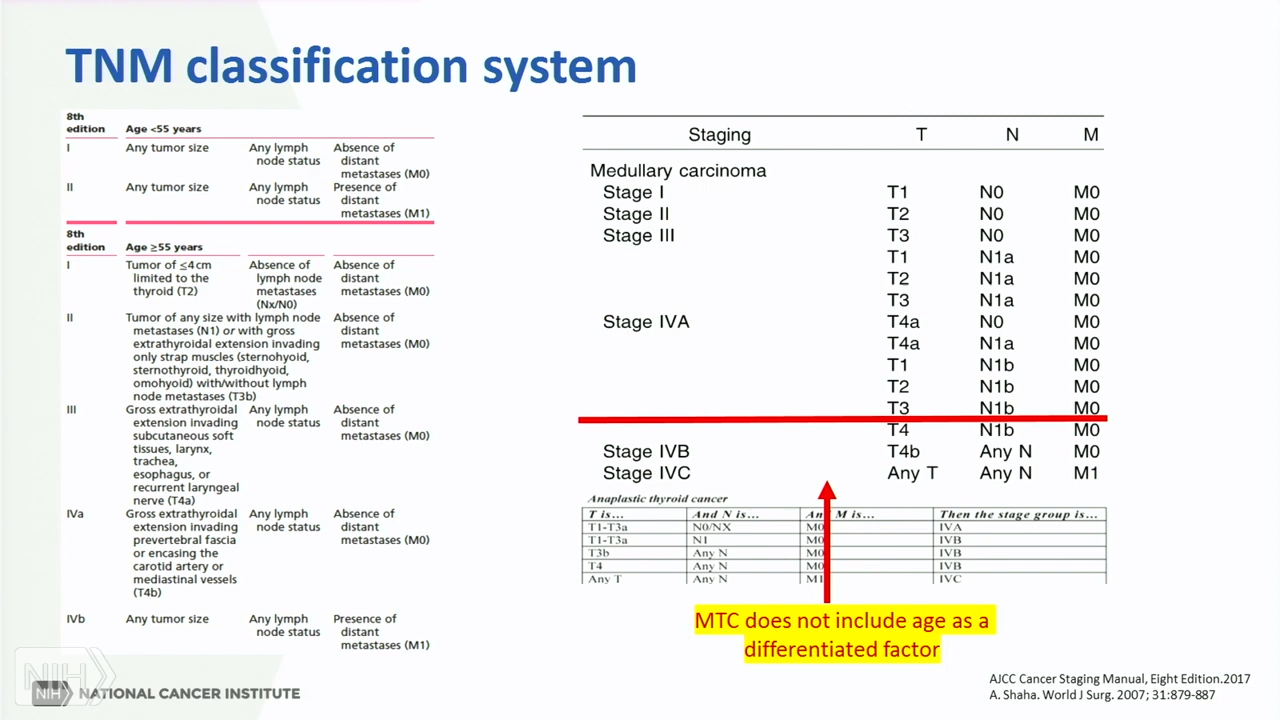 TNM classification system
8th
edition Age <55 years
I Any tumor size Any lymph Absence of
node status distant
metastases (M0)
II Any tumor size Any lymph Presence of
node status distant
metastases (M1)
8th
edition Age ≥55 years
I Tumor of ≤4 cm Absence of Absence of
limited to the lymph node distant
thyroid (T2) metastases metastases (M0)
(Nx/N0)
II Tumor of any size with lymph node Absence of
metastases (N1) or with gross distant
extrathyroidal extension invading metastases (M0)
only strap muscles (sternohyoid,
sternothyroid, thyroidhyoid,
omohyoid) with/without lymph
node metastases (T3b)
III Gross extrathyroidal Any lymph Absence of
extension invading node status distant
subcutaneous soft metastases (M0)
tissues, larynx,
trachea,
esophagus, or
recurrent laryngeal
nerve (T4a)
IVa Gross extrathyroidal Any lymph Absence of
extension invading node status distant
prevertebral fascia metastases (M0)
or encasing the
carotid artery or
mediastinal vessels
(T4b)
IVb Any tumor size Any lymph Presence of
node status distant
metastases (M1)
Staging T N M
Medullary carcinoma
Stage I T1 N0 M0
Stage II T2 N0 M0
Stage III T3 N0 M0
T1 N1a M0
T2 N1a M0
T3 N1a M0
Stage IVA T4a N0 M0
T4a N1a M0
T1 N1b M0
T2 N1b M0
T3 N1b M0
T4 N1b M0
Stage IVB T4b Any N M0
Stage IVC Any T Any N M1
Anaplastic thyroid cancer
T is... And N is... And M is... Then the stage group is...
T1-T3a N0/NX M0 IVA
T1-T3a N1 M0 IVB
T3b Any N M0 IVB
T4 Any N M0 IVB
Any T Any N M1 IVC
MTC does not include age as a
differentiated factor
AJCC Cancer Staging Manual, Eight Edition.2017
A. Shaha. World J Surg. 2007; 31:879-887
NIH
NIH NATIONAL CANCER INSTITUTE